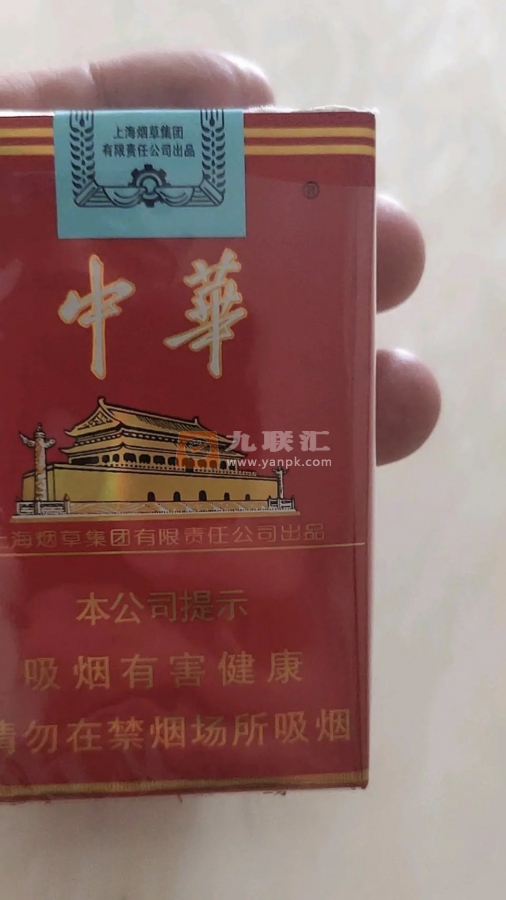 上海烟草集团
有限责任公司出品
®
中華
九联汇
www.yanpk.com
上海烟草集团有限责任公司出品
本公司提示
吸烟有害健康
请勿在禁烟场所吸烟